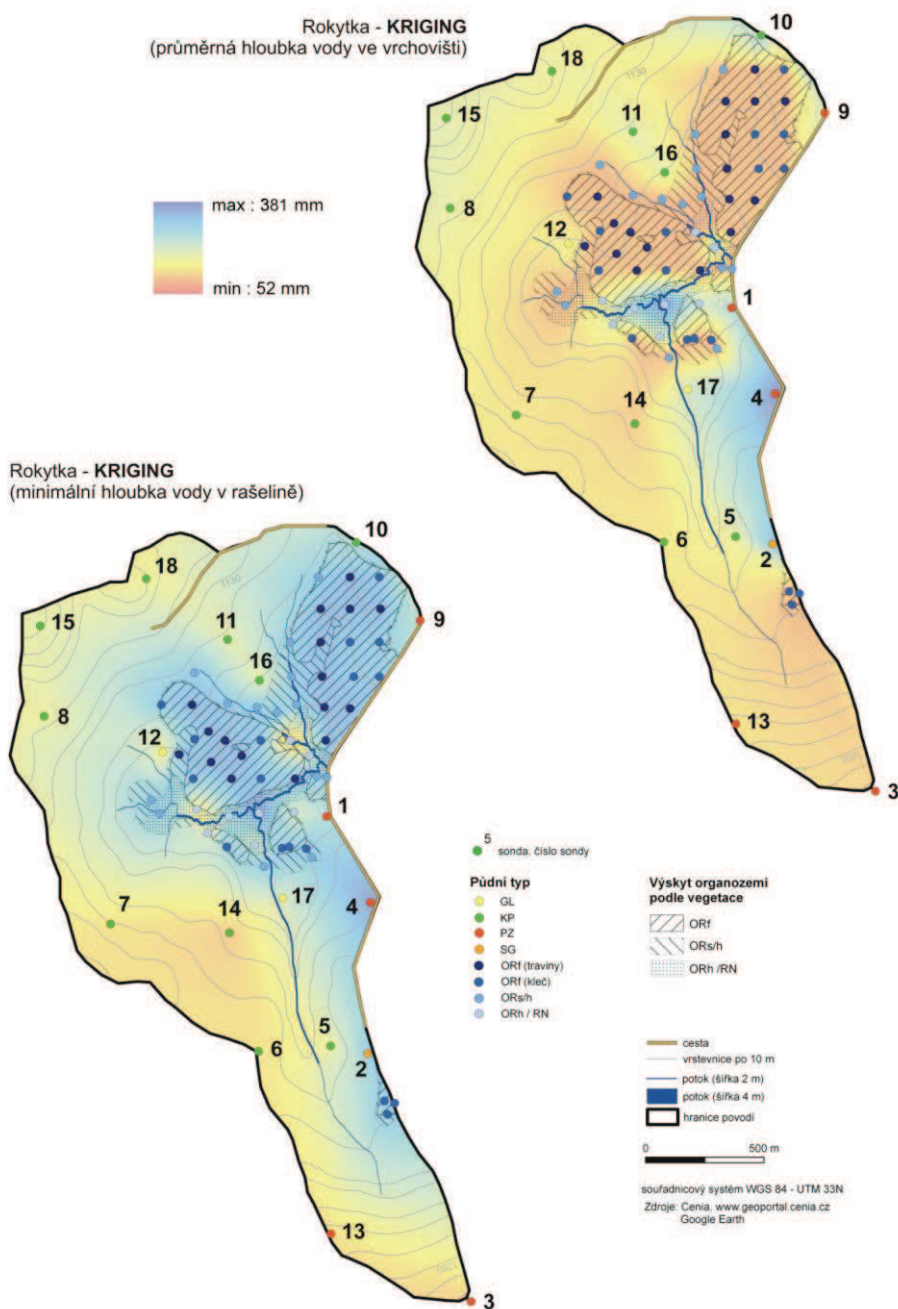 Rokytka - KRIGING
(průměrná hloubka vody ve vrchovišti)
max : 381 mm
min : 52 mm
10
18
1130
15
11
9
16
8
12
1
17
4
7
14
5
6
2
13
3
Rokytka - KRIGING
(minimální hloubka vody v rašelině)
10
18
1130
15
11
9
16
8
12
1
17
4
7
14
5
6
2
13
3
5
sonda, číslo sondy
Půdní typ
GL
KP
PZ
SG
ORf (traviny)
ORf (kleč)
ORs/h
ORh / RN
Výskyt organozemí
podle vegetace
ORf
ORs/h
ORh /RN
cesta
vrstevnice po 10 m
potok (šířka 2 m)
potok (šířka 4 m)
hranice povodí
0 500 m
souřadnicový systém WGS 84 - UTM 33N
Zdroje: Cenia, www.geoportal.cenia.cz
Google Earth